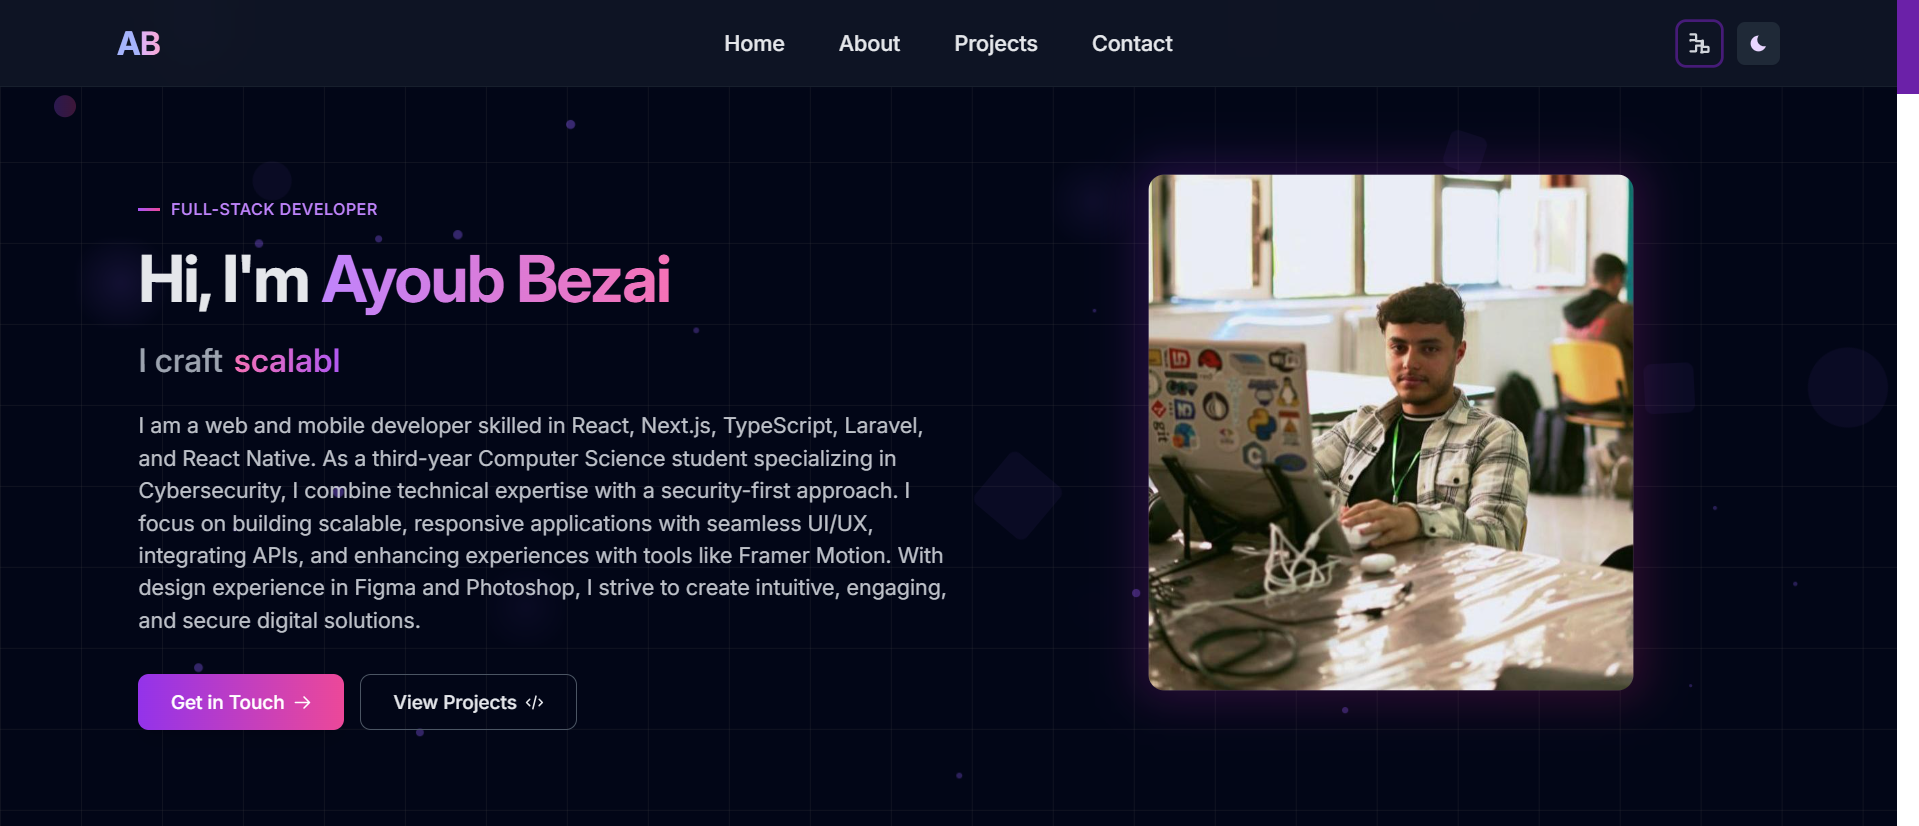 AB
Home
About
Projects
Contact
FULL-STACK DEVELOPER
Hi, I'm Ayoub Bezai
I craft scalabl
I am a web and mobile developer skilled in React, Next.js, TypeScript, Laravel,
and React Native. As a third-year Computer Science student specializing in
Cybersecurity, I combine technical expertise with a security-first approach. I
focus on building scalable, responsive applications with seamless UI/UX,
integrating APIs, and enhancing experiences with tools like Framer Motion. With
design experience in Figma and Photoshop, I strive to create intuitive, engaging,
and secure digital solutions.
Get in Touch →
View Projects </>
git